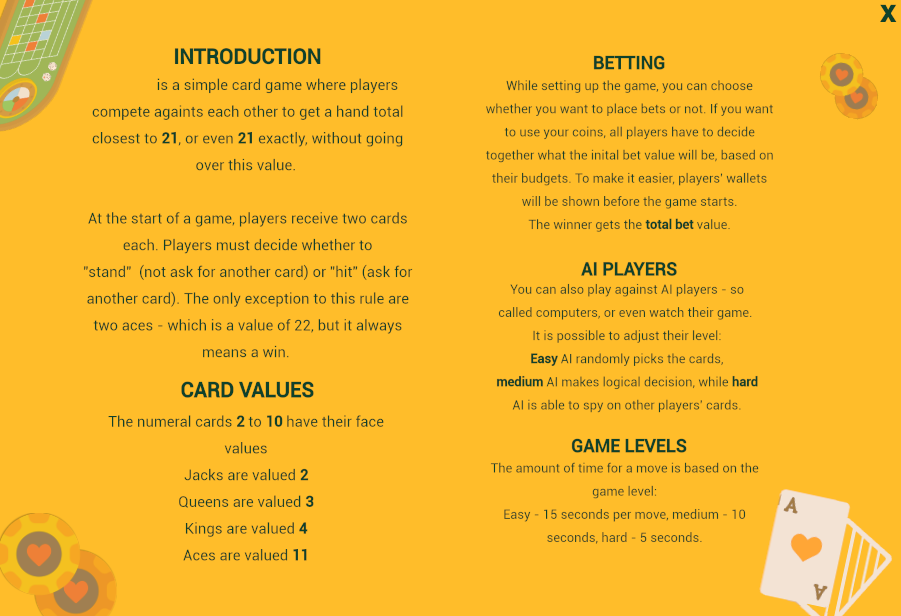 X
INTRODUCTION
is a simple card game where players
compete againts each other to get a hand total
closest to 21, or even 21 exactly, without going
over this value.
At the start of a game, players receive two cards
each. Players must decide whether to
"stand"  (not ask for another card) or "hit" (ask for
another card). The only exception to this rule are
two aces - which is a value of 22, but it always
means a win.
CARD VALUES
The numeral cards 2 to 10 have their face
values
Jacks are valued 2
Queens are valued 3
Kings are valued 4
Aces are valued 11
BETTING
While setting up the game, you can choose
whether you want to place bets or not. If you want
to use your coins, all players have to decide
together what the inital bet value will be, based on
their budgets. To make it easier, players' wallets
will be shown before the game starts.
The winner gets the total bet value.
AI PLAYERS
You can also play against AI players - so
called computers, or even watch their game.
It is possible to adjust their level:
Easy AI randomly picks the cards,
medium AI makes logical decision, while hard
AI is able to spy on other players' cards.
GAME LEVELS
The amount of time for a move is based on the
game level:
Easy - 15 seconds per move, medium - 10
seconds, hard - 5 seconds.
A
A